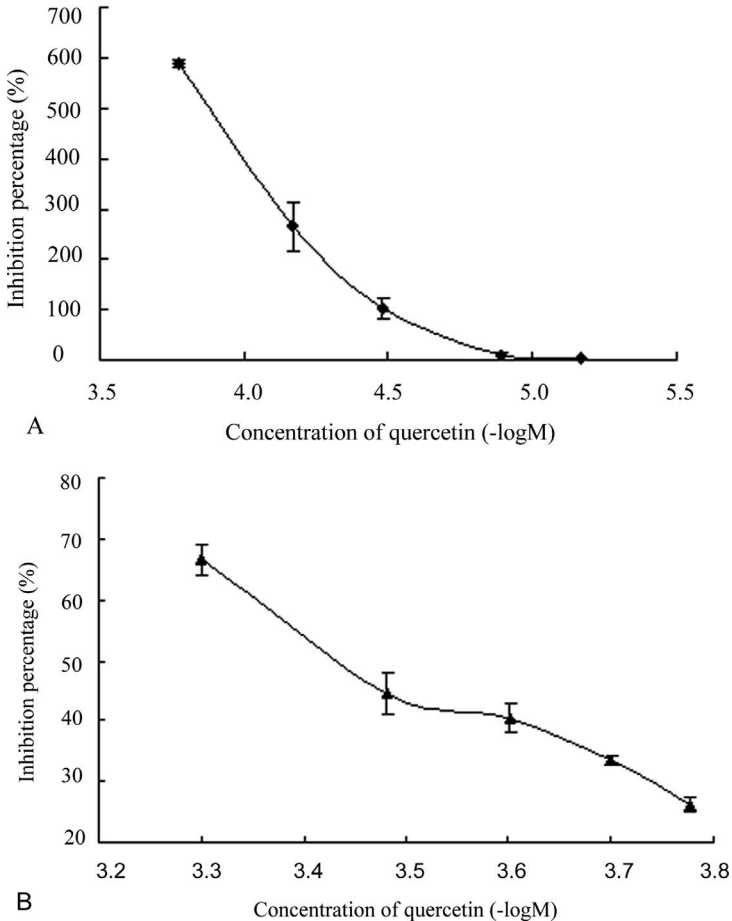 700
600
500
400
300
200
100
0
Inhibition percentage (%)
3.5 4.0 4.5 5.0 5.5
A
Concentration of quercetin (-logM)
80
70
60
50
40
30
20
Inhibition percentage (%)
3.2 3.3 3.4 3.5 3.6 3.7 3.8
B
Concentration of quercetin (-logM)